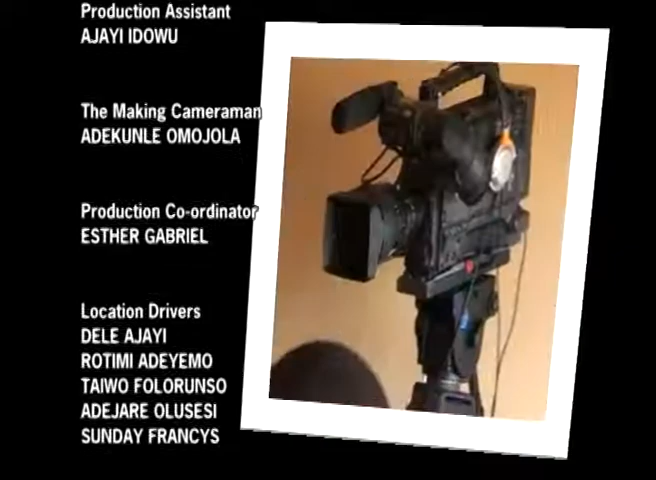 Production Assistant
AJAYI IDOWU
The Making Cameraman
ADEKUNLE OMOJOLA
Production Co-ordinator
ESTHER GABRIEL
Location Drivers
DELE AJAYI
ROTIMI ADEYEMO
TAIWO FOLORUNSO
ADEJARE OLUSESI
SUNDAY FRANCYS